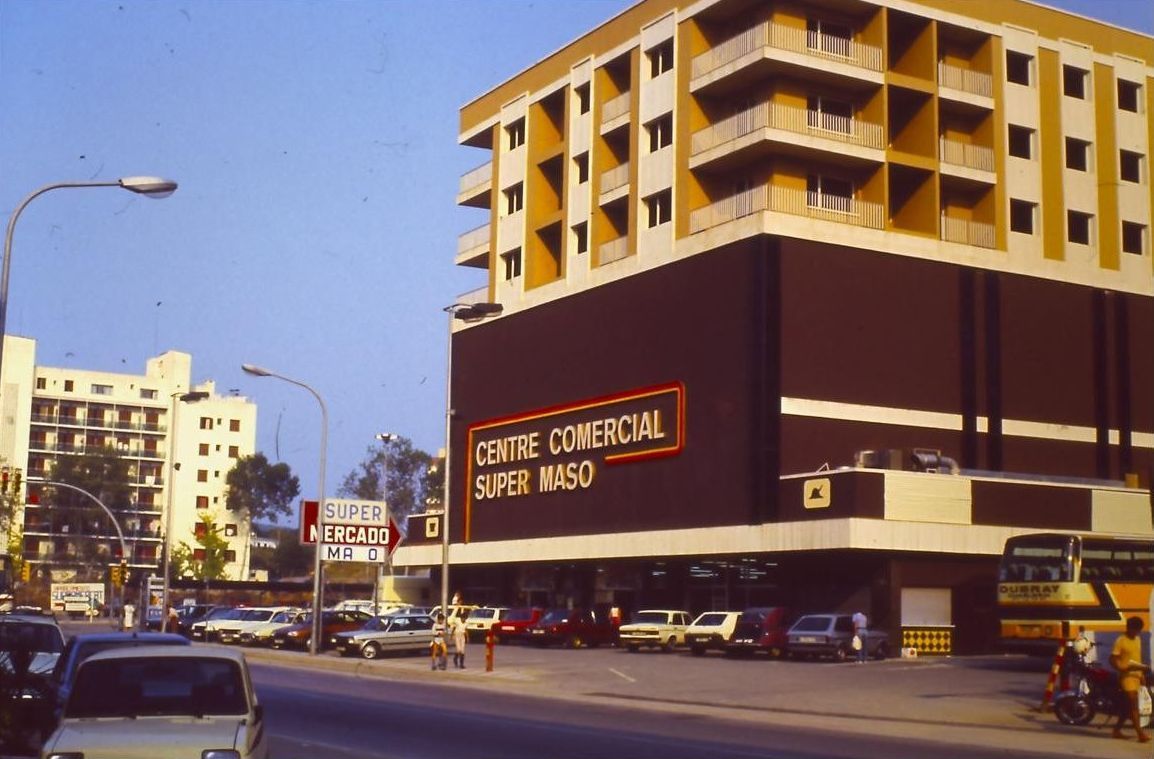 CENTRE COMERCIAL
SUPER MASO
SUPER
MERCADO
MA O
DUBRAY